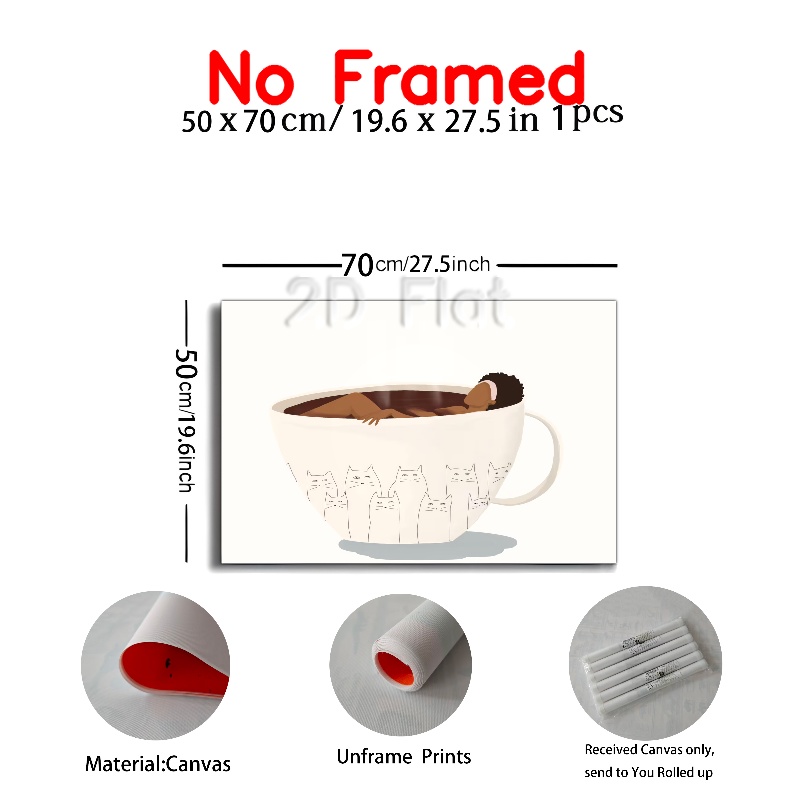 No Framed
50 x 70 cm/ 19.6 x 27.5 in 1pcs
70cm/27.5inch
2D Flat
50cm/19.6inch
Material:Canvas
Unframe Prints
Received Canvas only,
send to You Rolled up